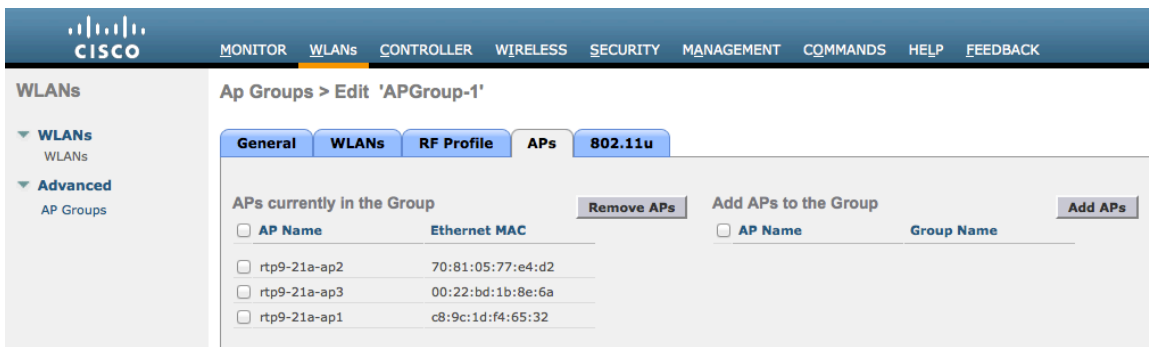 CISCO
MONITOR WLANs CONTROLLER WIRELESS SECURITY MANAGEMENT COMMANDS HELP FEEDBACK
WLANs
WLANs
WLANs
Advanced
AP Groups
Ap Groups > Edit 'APGroup-1'
General WLANs RF Profile APs 802.11u
APs currently in the Group Remove APs
AP Name Ethernet MAC
rtp9-21a-ap2 70:81:05:77:e4:d2
rtp9-21a-ap3 00:22:bd:1b:8e:6a
rtp9-21a-ap1 c8:9c:1d:f4:65:32
Add APs to the Group Add APs
AP Name Group Name